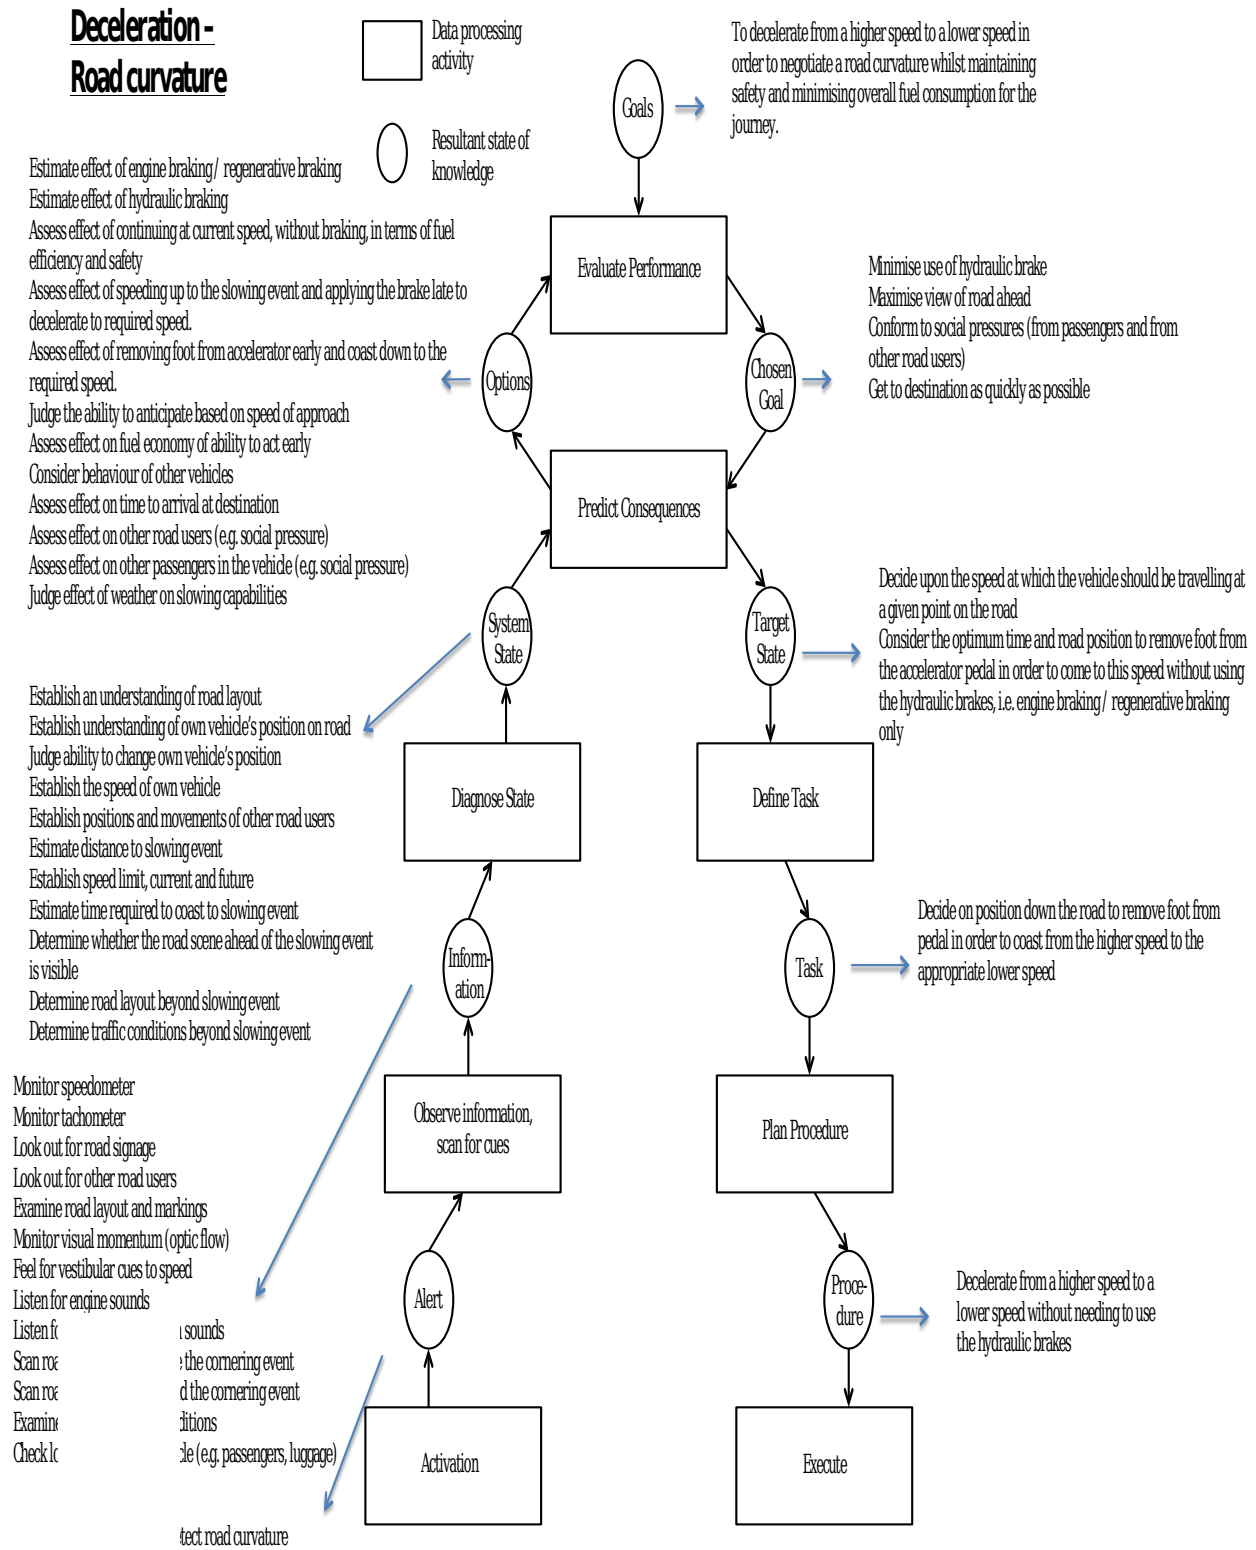 Deceleration -
Road curvature
Data processing
activity
Resultant state of
knowledge
Goals
To decelerate from a higher speed to a lower speed in
order to negotiate a road curvature whilst maintaining
safety and minimising overall fuel consumption for the
journey.
Estimate effect of engine braking / regenerative braking
Estimate effect of hydraulic braking
Assess effect of continuing at current speed, without braking, in terms of fuel
efficiency and safety
Assess effect of speeding up to the slowing event and applying the brake late to
decelerate to required speed.
Assess effect of removing foot from accelerator early and coast down to the
required speed.
Judge the ability to anticipate based on speed of approach
Assess effect on fuel economy of ability to act early
Consider behaviour of other vehicles
Assess effect on time to arrival at destination
Assess effect on other road users (e.g. social pressure)
Assess effect on other passengers in the vehicle (e.g. social pressure)
Judge effect of weather on slowing capabilities
Evaluate Performance
Options
Chosen
Goal
Minimise use of hydraulic brake
Maximise view of road ahead
Conform to social pressures (from passengers and from
other road users)
Get to destination as quickly as possible
Predict Consequences
System
State
Target
State
Decide upon the speed at which the vehicle should be travelling at
a given point on the road
Consider the optimum time and road position to remove foot from
the accelerator pedal in order to come to this speed without using
the hydraulic brakes, i.e. engine braking / regenerative braking
only
Establish an understanding of road layout
Establish understanding of own vehicle's position on road
Judge ability to change own vehicle's position
Establish the speed of own vehicle
Establish positions and movements of other road users
Estimate distance to slowing event
Establish speed limit, current and future
Estimate time required to coast to slowing event
Determine whether the road scene ahead of the slowing event
is visible
Determine road layout beyond slowing event
Determine traffic conditions beyond slowing event
Diagnose State
Define Task
Inform-
ation
Task
Decide on position down the road to remove foot from
pedal in order to coast from the higher speed to the
appropriate lower speed
Monitor speedometer
Monitor tachometer
Look out for road signage
Look out for other road users
Examine road layout and markings
Monitor visual momentum (optic flow)
Feel for vestibular cues to speed
Listen for engine sounds
Listen sounds
Scan the cornering event
Scan the cornering event
Examine
Check (e.g. passengers, luggage)
road curvature
Observe information,
scan for cues
Plan Procedure
Alert
Proce-
dure
Decelerate from a higher speed to a
lower speed without needing to use
the hydraulic brakes
Activation
Execute